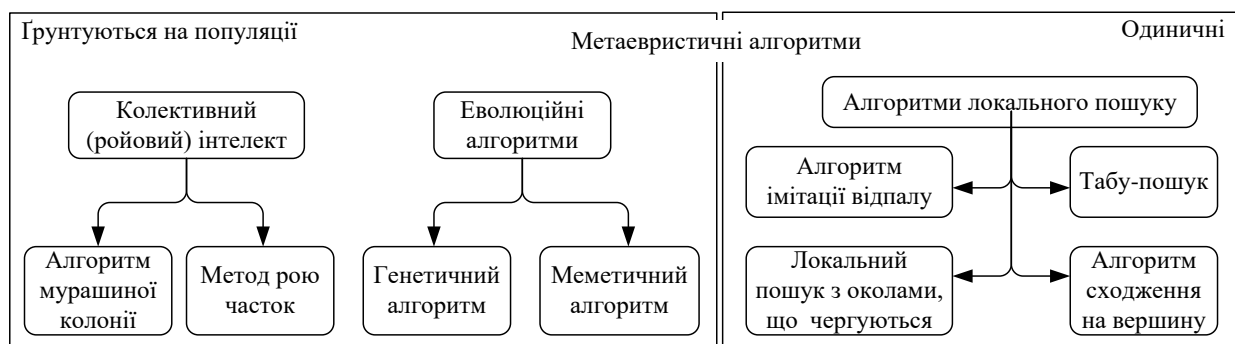 Ґрунтуються на популяції
Метаевристичні алгоритми
Одиничні
Колективний
(ройовий) інтелект
Еволюційні
алгоритми
Алгоритми локального пошуку
Алгоритм
імітації відпалу
Табу-пошук
Алгоритм
мурашиної
колонії
Метод рою
часток
Генетичний
алгоритм
Меметичний
алгоритм
Локальний
пошук з околами,
що чергуються
Алгоритм
сходження
на вершину